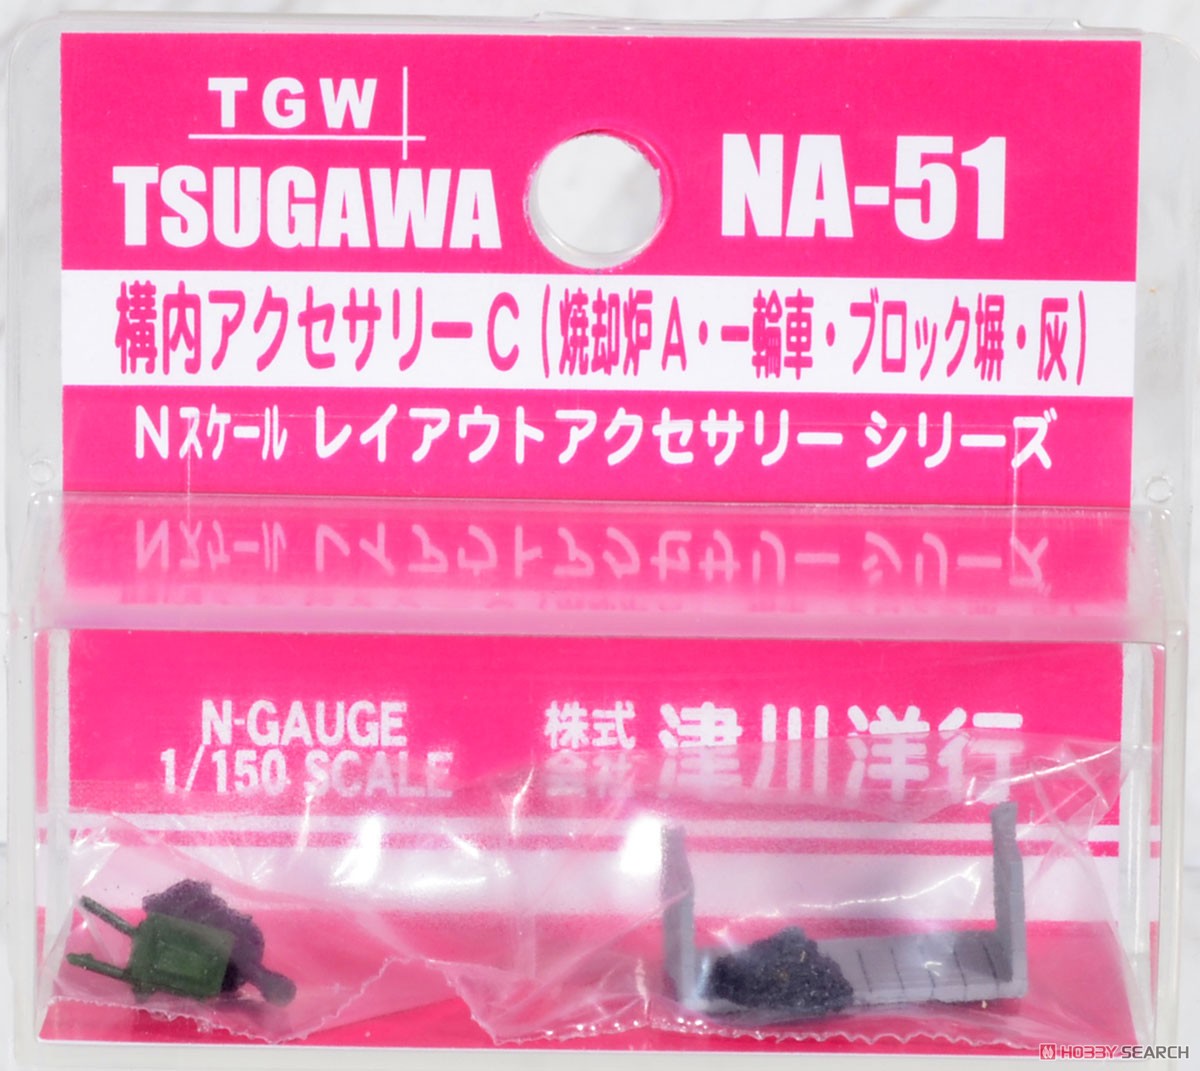 TGW
TSUGAWA
NA-51
構内アクセサリーC(焼却炉A・一輪車・ブロック塀・灰)
Nスケール レイアウトアクセサリー シリーズ
N-GAUGE
1/150 SCALE
株式会社 津川洋行
HOBBY SEARCH